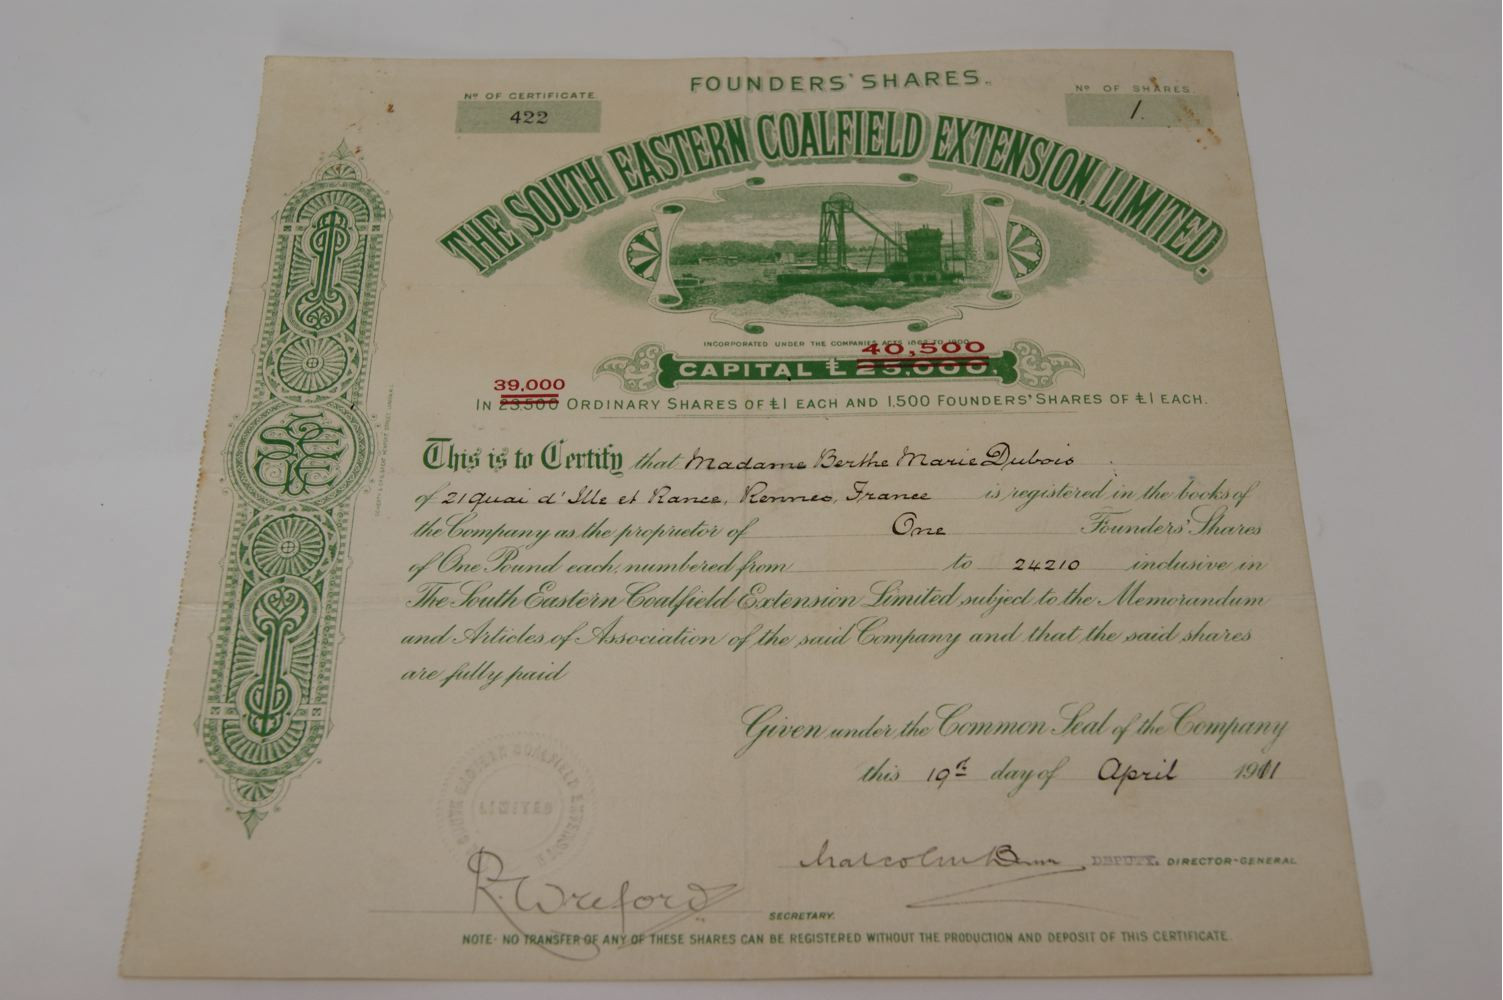 FOUNDERS' SHARES.
Nº OF CERTIFICATE
422
Nº OF SHARES.
1.
THE SOUTH EASTERN COALFIELD EXTENSION, LIMITED.
INCORPORATED UNDER THE COMPANIES ACTS 1862 TO 1900.
40,500
CAPITAL £ 25,000.
39,000
IN 23,500 ORDINARY SHARES OF £1 EACH AND 1,500 FOUNDERS' SHARES OF £1 EACH.
This is to Certify that Madame Berthe Marie Dubois
of 21 quai d'Ille et Rance, Rennes, France is registered in the books of
the Company as the proprietor of One Founders' Shares
of One Pound each, numbered from to 24210 inclusive in
The South Eastern Coalfield Extension Limited subject to the Memorandum
and Articles of Association of the said Company and that the said shares
are fully paid
Given under the Common Seal of the Company
this 19th day of April 1911
SOUTH EASTERN COALFIELD EXTENSION
LIMITED
Malcolm DEPUTY. DIRECTOR-GENERAL
R. Wreford
SECRETARY.
NOTE- NO TRANSFER OF ANY OF THESE SHARES CAN BE REGISTERED WITHOUT THE PRODUCTION AND DEPOSIT OF THIS CERTIFICATE.